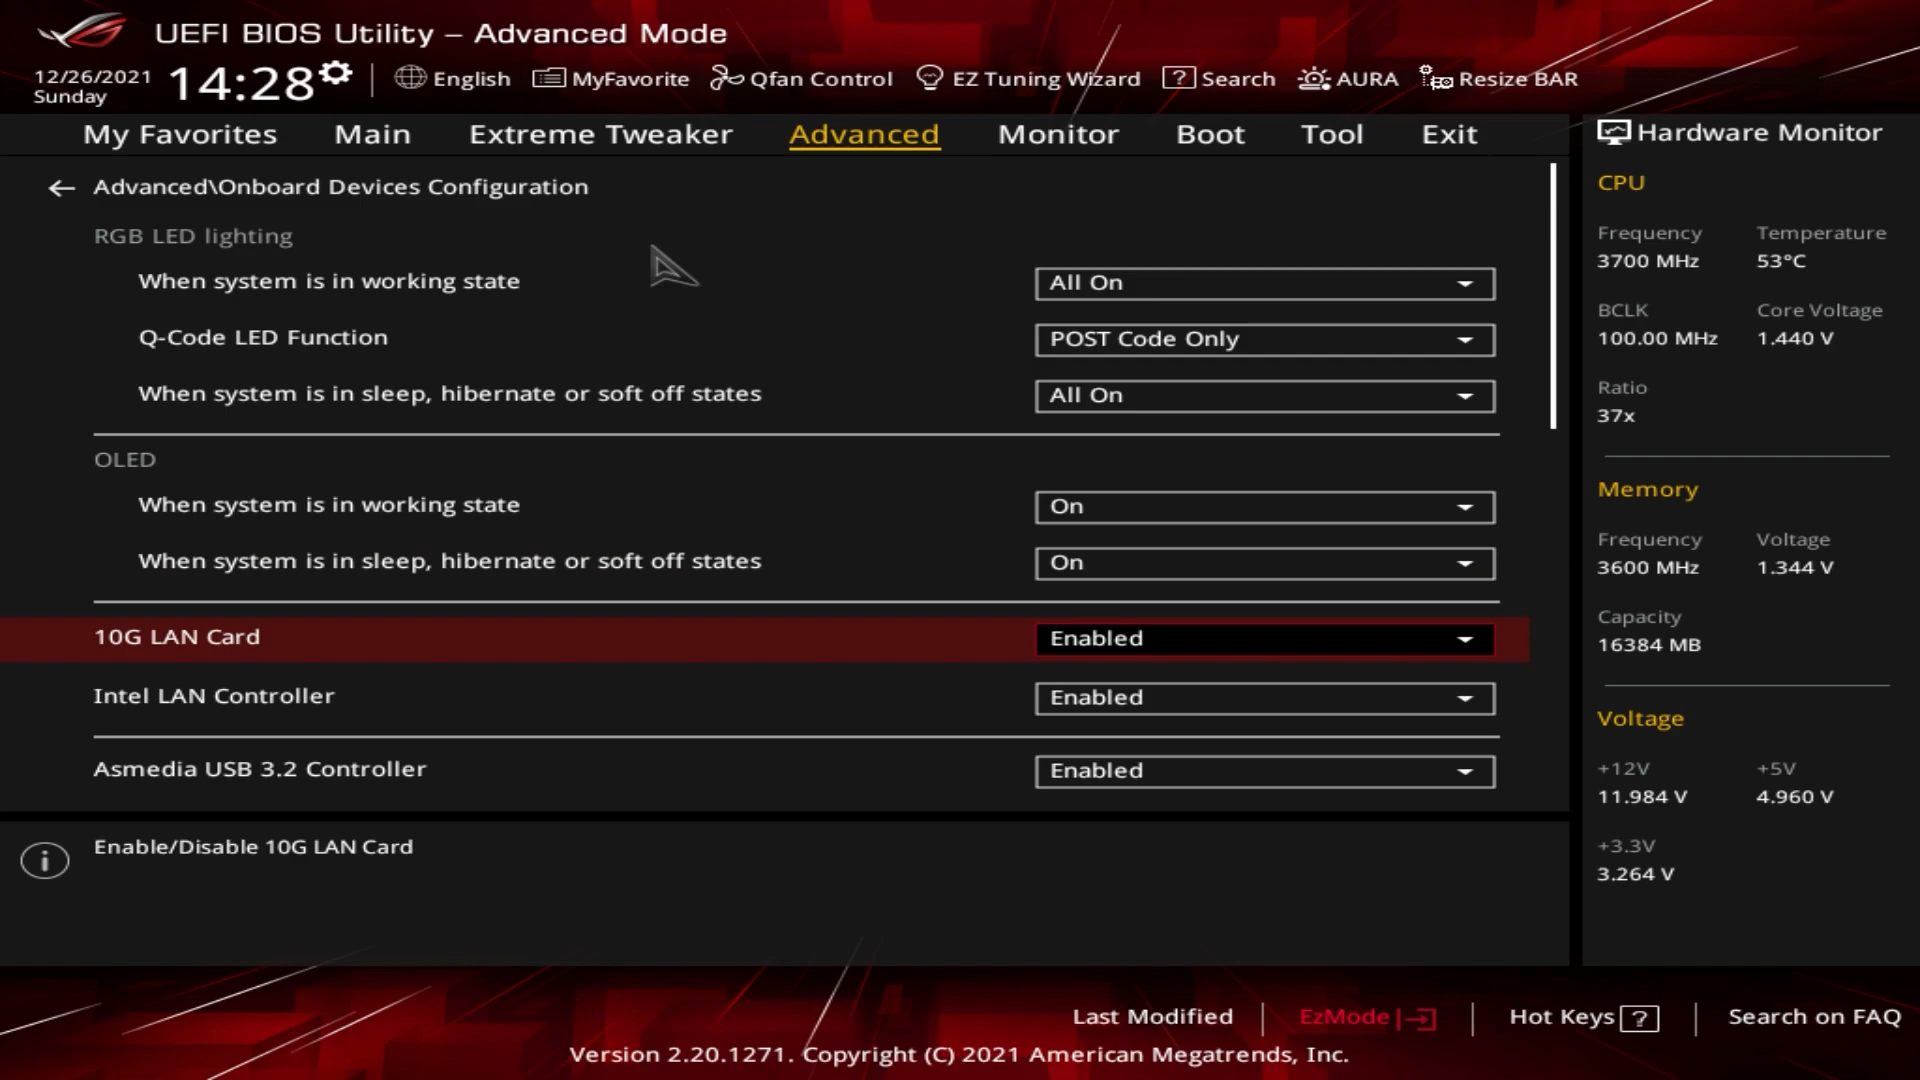 UEFI BIOS Utility – Advanced Mode
12/26/2021
Sunday
14:28
English
MyFavorite
Qfan Control
EZ Tuning Wizard
? Search
AURA
Resize BAR
My Favorites
Main
Extreme Tweaker
Advanced
Monitor
Boot
Tool
Exit
Advanced\Onboard Devices Configuration
RGB LED lighting
When system is in working state All On
Q-Code LED Function POST Code Only
When system is in sleep, hibernate or soft off states All On
OLED
When system is in working state On
When system is in sleep, hibernate or soft off states On
10G LAN Card Enabled
Intel LAN Controller Enabled
Asmedia USB 3.2 Controller Enabled
i Enable/Disable 10G LAN Card
Hardware Monitor
CPU
Frequency Temperature
3700 MHz 53°C
BCLK Core Voltage
100.00 MHz 1.440 V
Ratio
37x
Memory
Frequency Voltage
3600 MHz 1.344 V
Capacity
16384 MB
Voltage
+12V +5V
11.984 V 4.960 V
+3.3V
3.264 V
Last Modified
EzMode
Hot Keys ?
Search on FAQ
Version 2.20.1271. Copyright (C) 2021 American Megatrends, Inc.